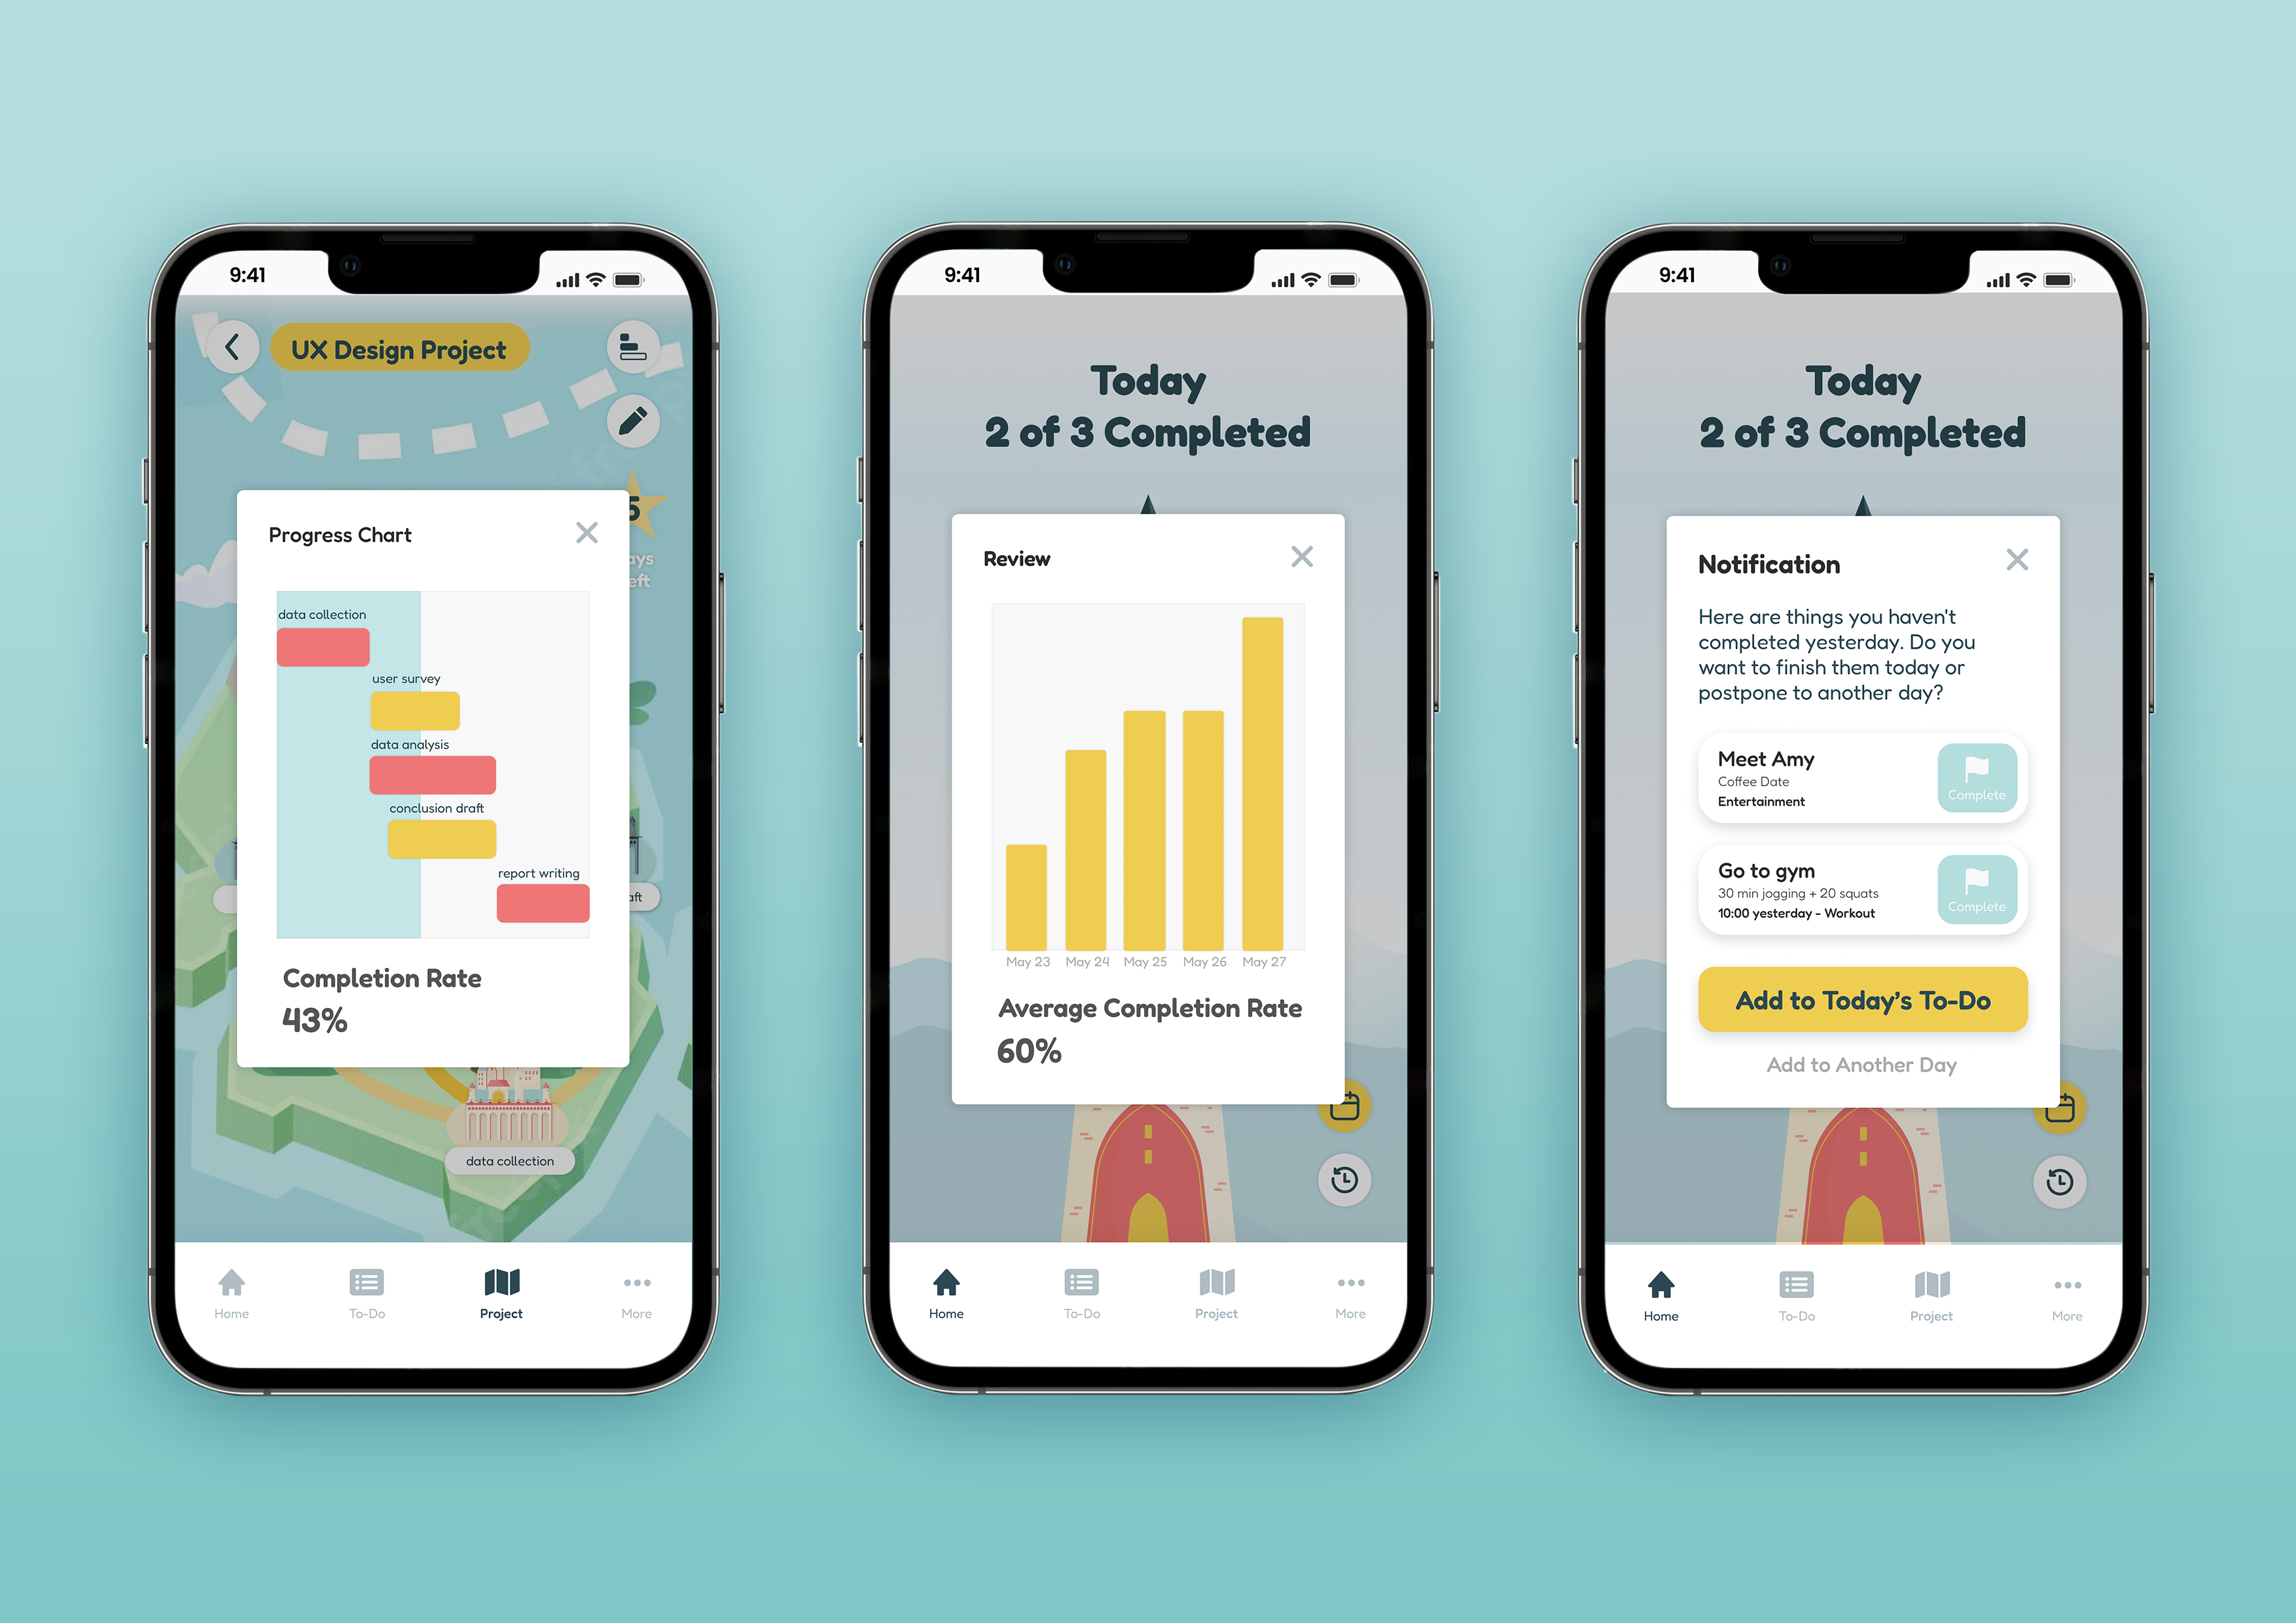 9:41
UX Design Project
5
ays
eft
Progress Chart
data collection
user survey
data analysis
conclusion draft
report writing
Completion Rate
43%
aft
data collection
Home
To-Do
Project
More
9:41
Today
2 of 3 Completed
Review
May 23
May 24
May 25
May 26
May 27
Average Completion Rate
60%
Home
To-Do
Project
More
9:41
Today
2 of 3 Completed
Notification
Here are things you haven't
completed yesterday. Do you
want to finish them today or
postpone to another day?
Meet Amy
Coffee Date
Entertainment
Complete
Go to gym
30 min jogging + 20 squats
10:00 yesterday - Workout
Complete
Add to Today's To-Do
Add to Another Day
Home
To-Do
Project
More